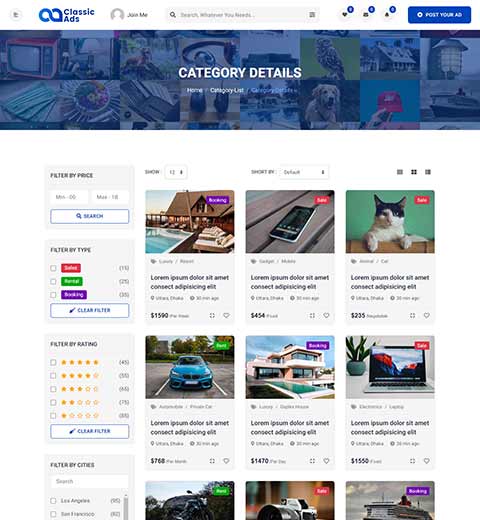 Classic
Ads
Join Me
Search, Whatever You Needs...
0
0
0
POST YOUR AD
CATEGORY DETAILS
Home / Category-List / Category-Details
FILTER BY PRICE
Min - 00
Max - 1B
SEARCH
FILTER BY TYPE
Sales (15)
Rental (25)
Booking (35)
CLEAR FILTER
FILTER BY RATING
(45)
(55)
(65)
(75)
(85)
CLEAR FILTER
FILTER BY CITIES
Search
Los Angeles (95)
San Francisco (82)
SHOW : 12
SHORT BY : Default
Booking
Luxury / Resort
Lorem ipsum dolor sit amet
consect adipisicing elit
Uttara, Dhaka 30 min ago
$1590 /Per Week
Sale
Gadget / Mobile
Lorem ipsum dolor sit amet
consect adipisicing elit
Uttara, Dhaka 30 min ago
$454 /Fixed
Sale
Animal / Cat
Lorem ipsum dolor sit amet
consect adipisicing elit
Uttara, Dhaka 30 min ago
$235 /Negotiable
Rent
Automobile / Private Car
Lorem ipsum dolor sit amet
consect adipisicing elit
Uttara, Dhaka 30 min ago
$768 /Per Month
Booking
Luxury / Duplex House
Lorem ipsum dolor sit amet
consect adipisicing elit
Uttara, Dhaka 30 min ago
$1470 /Per Day
Sale
Electronics / Laptop
Lorem ipsum dolor sit amet
consect adipisicing elit
Uttara, Dhaka 30 min ago
$1550 /Fixed
Rent
Sale
Booking